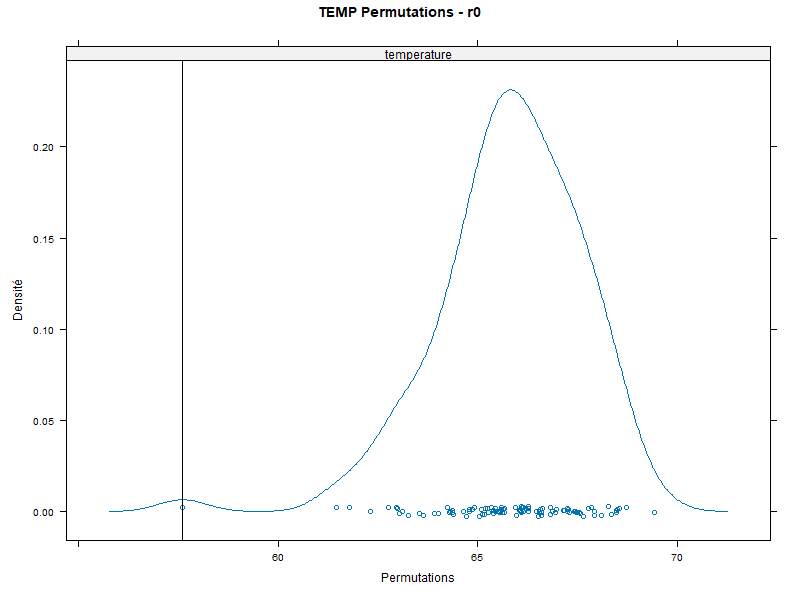 TEMP Permutations - r0
temperature
0.20
0.15
0.10
0.05
0.00
Densité
60 65 70
Permutations